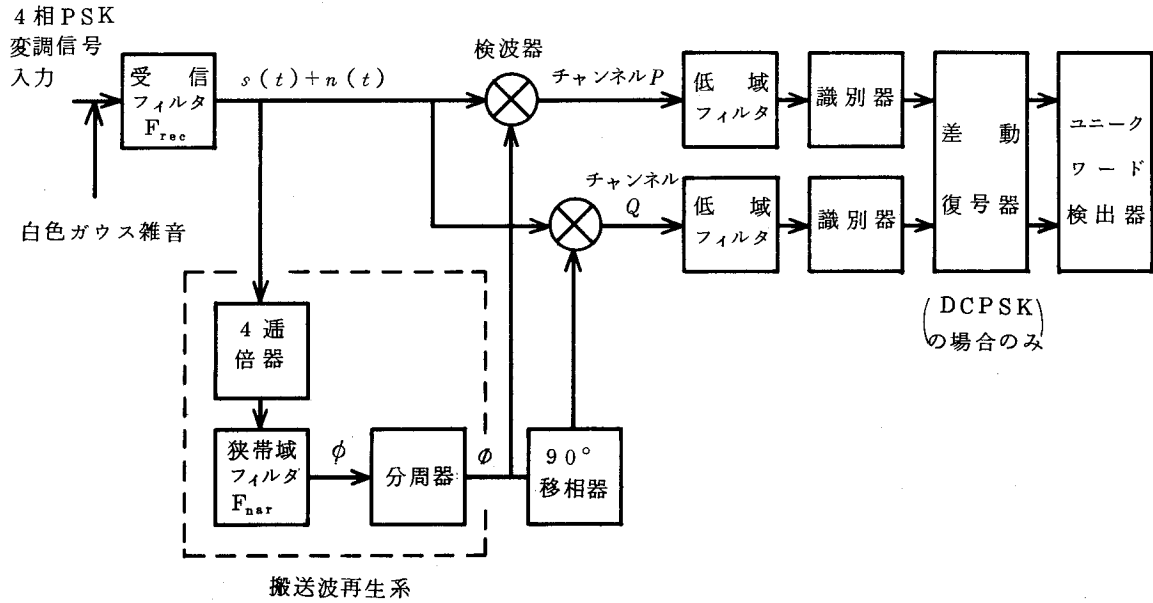 4相PSK
変調信号
入力
受信
フィルタ
Frec
s(t)+n(t)
検波器
チャンネルP
低域
フィルタ
識別器
差動
復号器
ユニーク
ワード
検出器
白色ガウス雑音
チャンネル
Q
低域
フィルタ
識別器
(DCPSK
の場合のみ)
4逓
倍器
狭帯域
フィルタ
Fnar
φ
分周器
Φ
90°
移相器
搬送波再生系